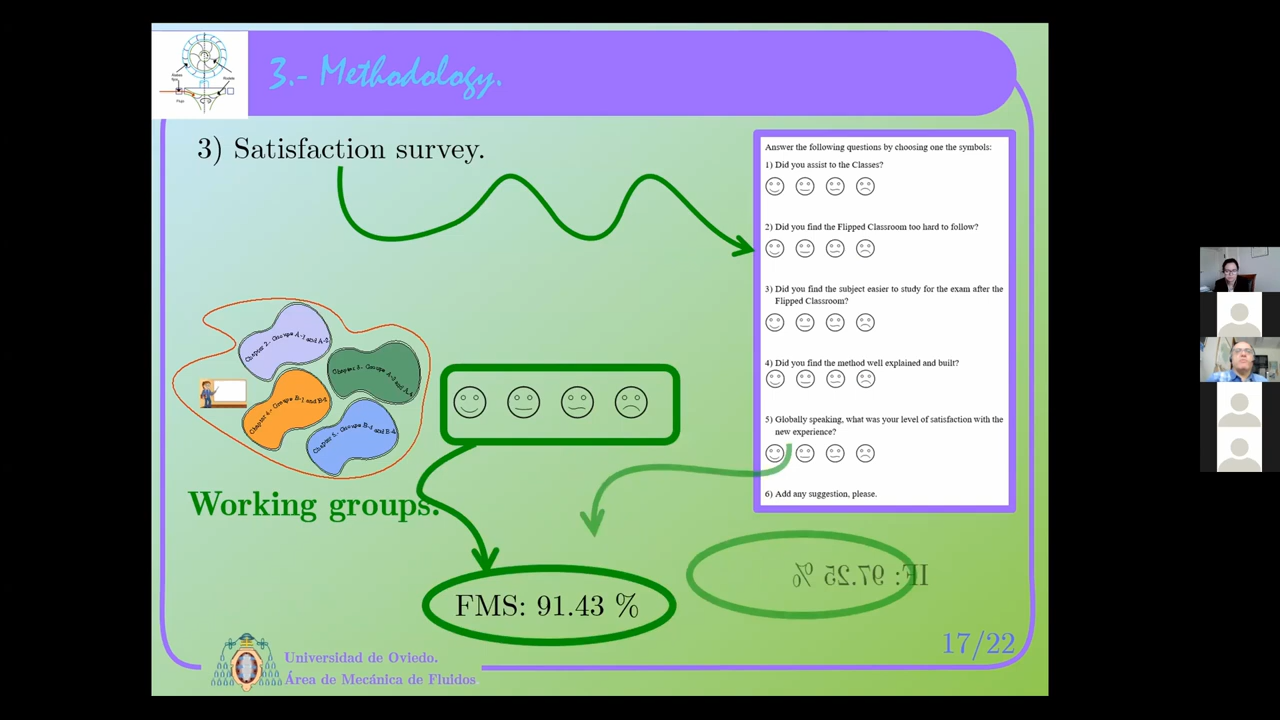 3.- Methodology.
3) Satisfaction survey.
Answer the following questions by choosing one the symbols:
1) Did you assist to the Classes?
2) Did you find the Flipped Classroom too hard to follow?
3) Did you find the subject easier to study for the exam after the
Flipped Classroom?
4) Did you find the method well explained and built?
5) Globally speaking, what was your level of satisfaction with the
new experience?
6) Add any suggestion, please.
Chapter 2.- Groups A-1 and A-2
Chapter 3.- Groups A-3 and A-4
Chapter 4.- Groups B-1 and B-2
Chapter 5.- Groups B-3 and B-4
Working groups.
IF: 97.25 %
FMS: 91.43 %
17/22
Universidad de Oviedo.
Área de Mecánica de Fluidos.